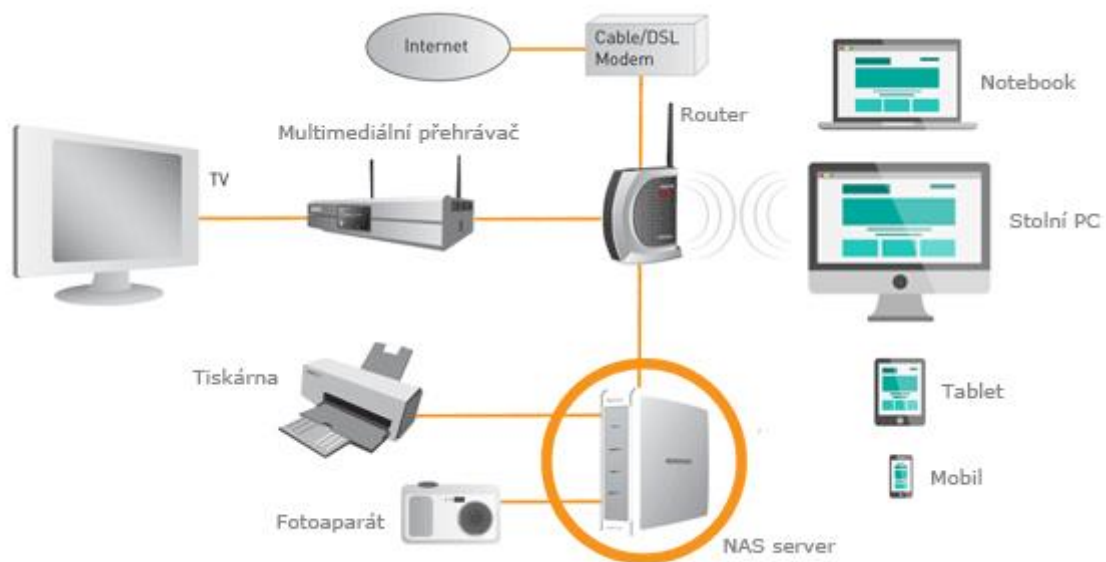 Internet
Cable/DSL
Modem
Notebook
Router
Multimediální přehrávač
TV
Stolní PC
Tiskárna
Tablet
Mobil
Fotoaparát
NAS server